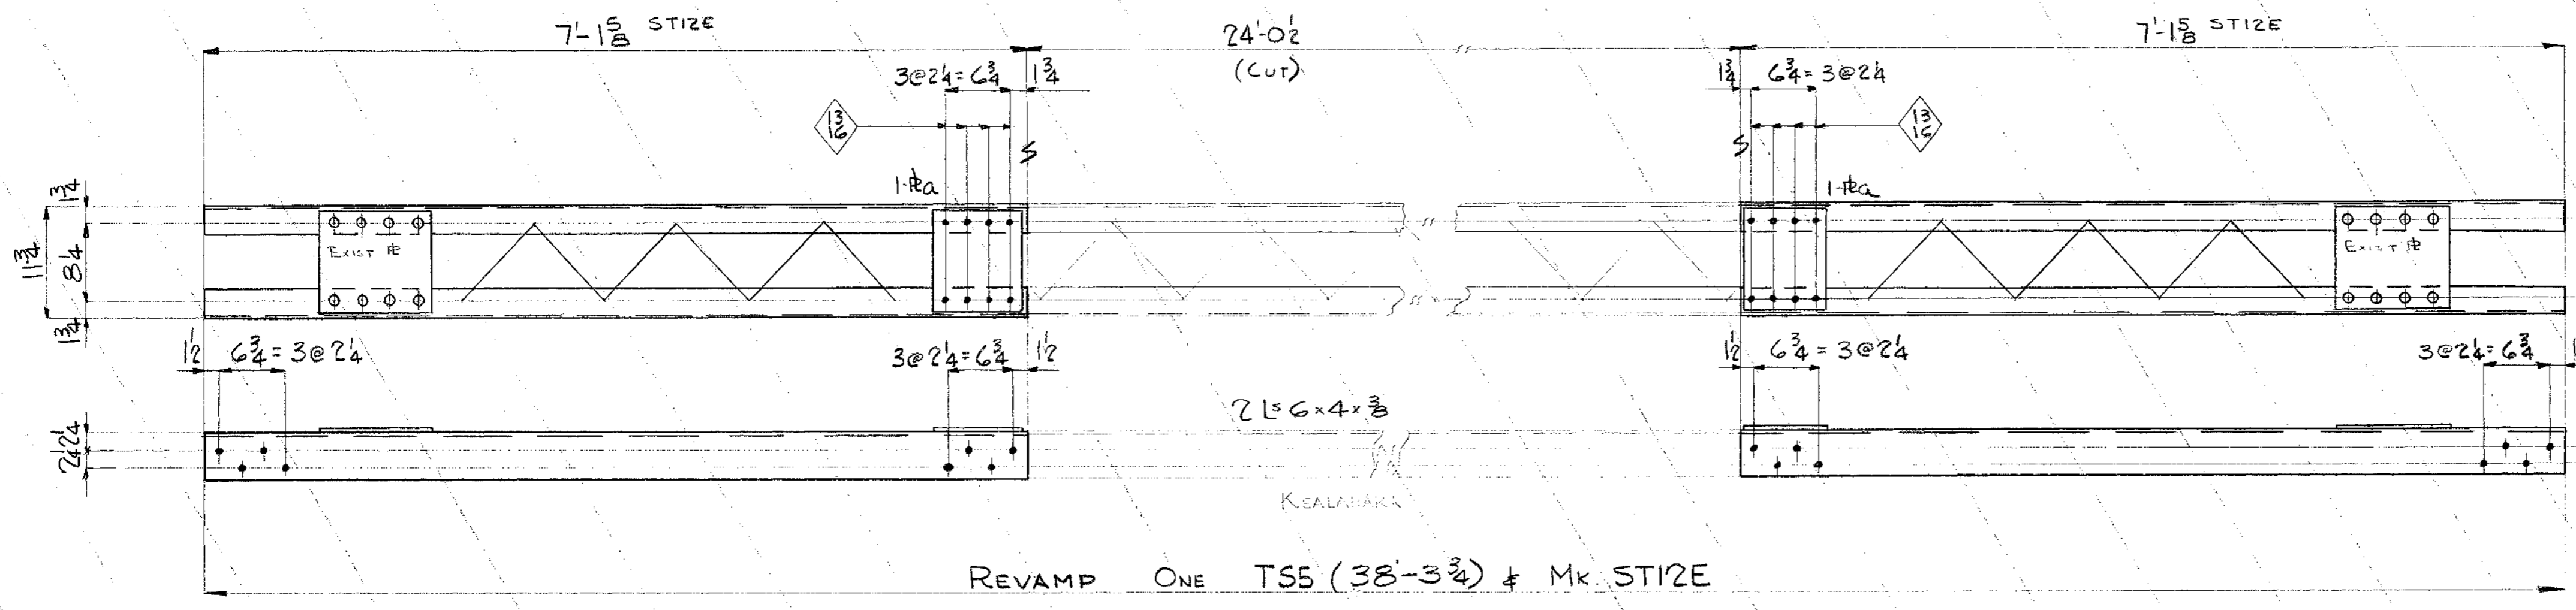 7'-1 5/8 ST12E
24'-0 1/2
(CUT)
7'-1 5/8 ST12E
3@2 1/4=6 3/4
1 3/4
1 3/4
6 3/4=3@2 1/4
13/16
13/16
1-PLa
1-PLa
1 3/4
11 3/4
8 1/4
1 3/4
EXIST PL
EXIST PL
1 1/2
6 3/4=3@2 1/4
3@2 1/4=6 3/4
1 1/2
1 1/2
6 3/4=3@2 1/4
3@2 1/4=6 3/4
2 Ls 6×4×3/8
2 1/4
2 1/4
REVAMP ONE TS5 (38'-3 3/4) & MK. ST12E